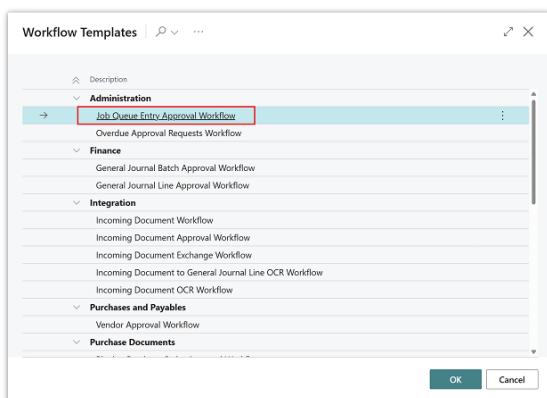 Workflow Templates
Description
Administration
Job Queue Entry Approval Workflow
Overdue Approval Requests Workflow
Finance
General Journal Batch Approval Workflow
General Journal Line Approval Workflow
Integration
Incoming Document Workflow
Incoming Document Approval Workflow
Incoming Document Exchange Workflow
Incoming Document to General Journal Line OCR Workflow
Incoming Document OCR Workflow
Purchases and Payables
Vendor Approval Workflow
Purchase Documents
OK Cancel